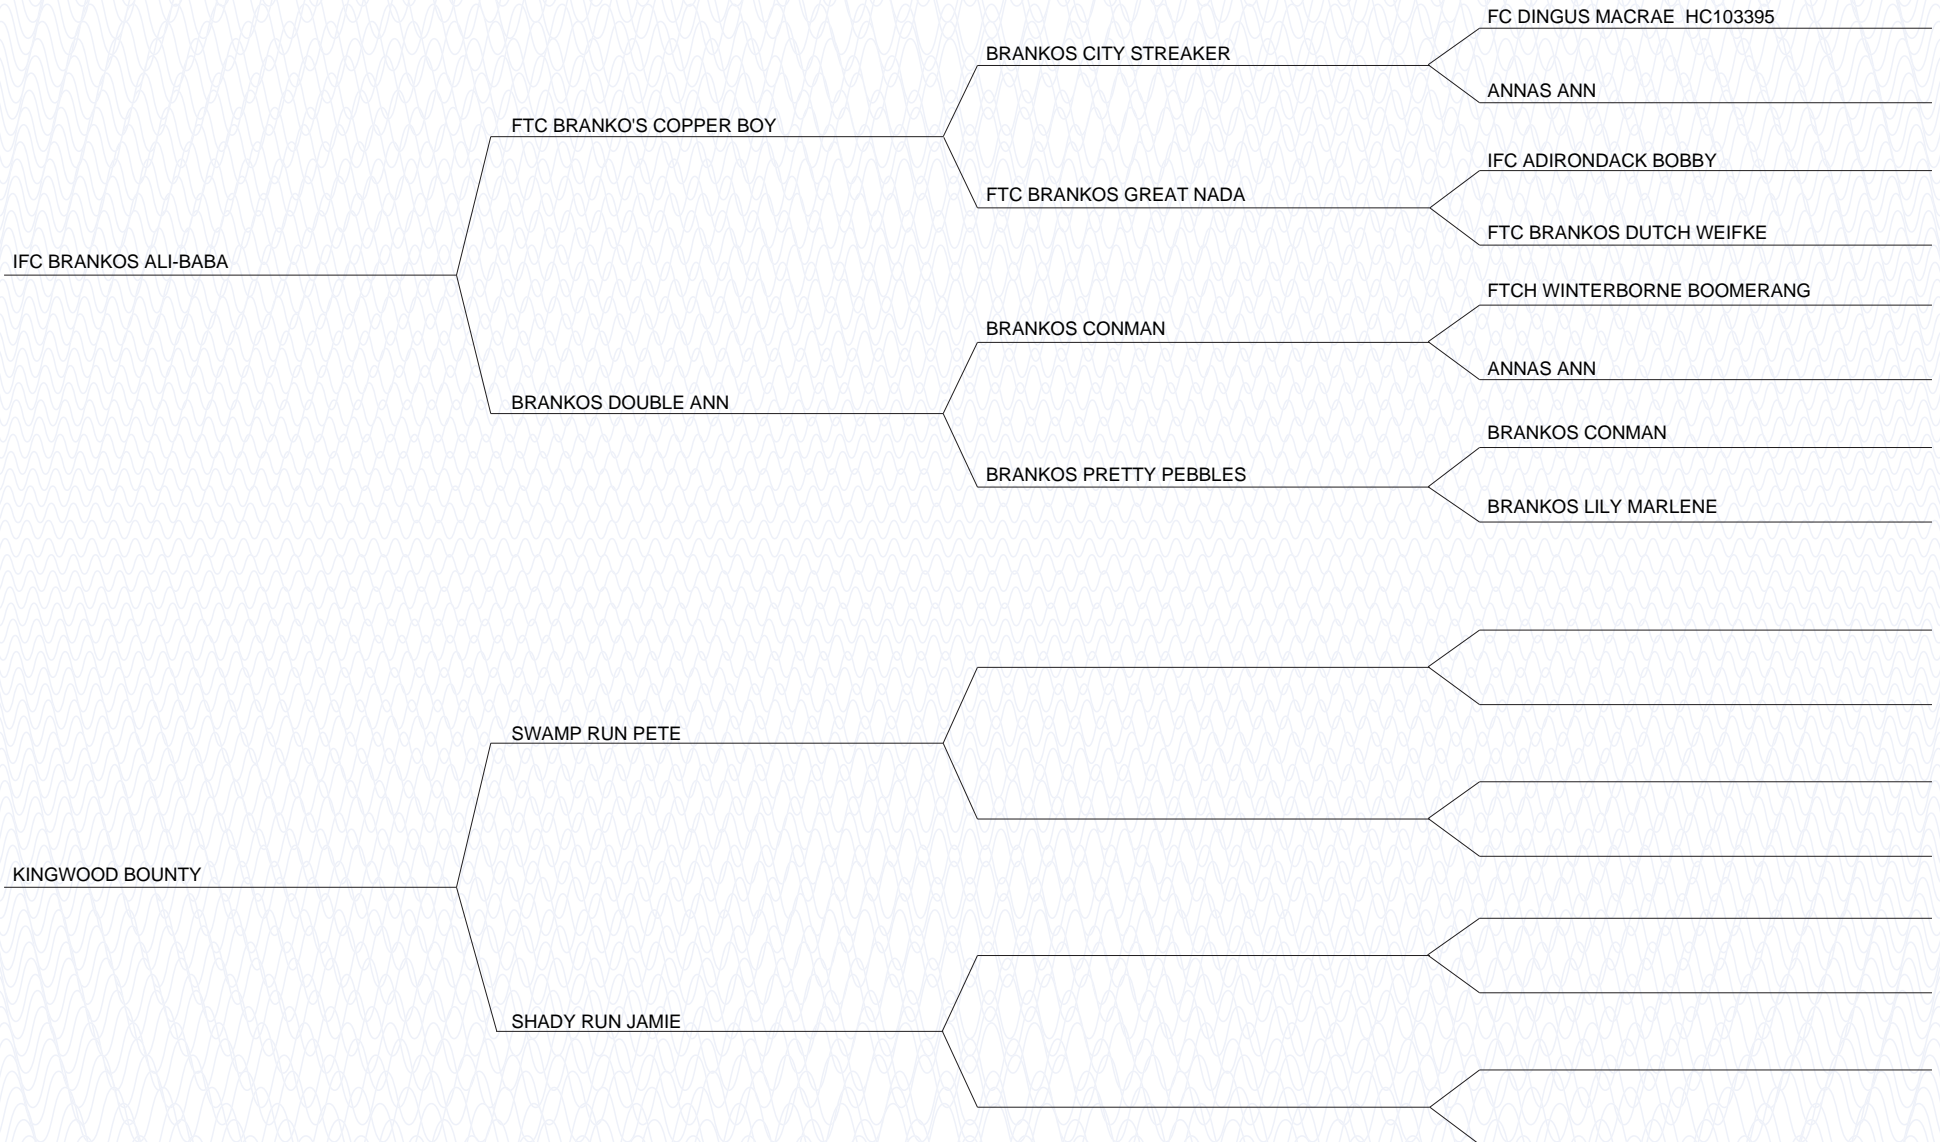 FC DINGUS MACRAE  HC103395
BRANKOS CITY STREAKER
ANNAS ANN
FTC BRANKO'S COPPER BOY
IFC ADIRONDACK BOBBY
FTC BRANKOS GREAT NADA
FTC BRANKOS DUTCH WEIFKE
IFC BRANKOS ALI-BABA
FTCH WINTERBORNE BOOMERANG
BRANKOS CONMAN
ANNAS ANN
BRANKOS DOUBLE ANN
BRANKOS CONMAN
BRANKOS PRETTY PEBBLES
BRANKOS LILY MARLENE
SWAMP RUN PETE
KINGWOOD BOUNTY
SHADY RUN JAMIE